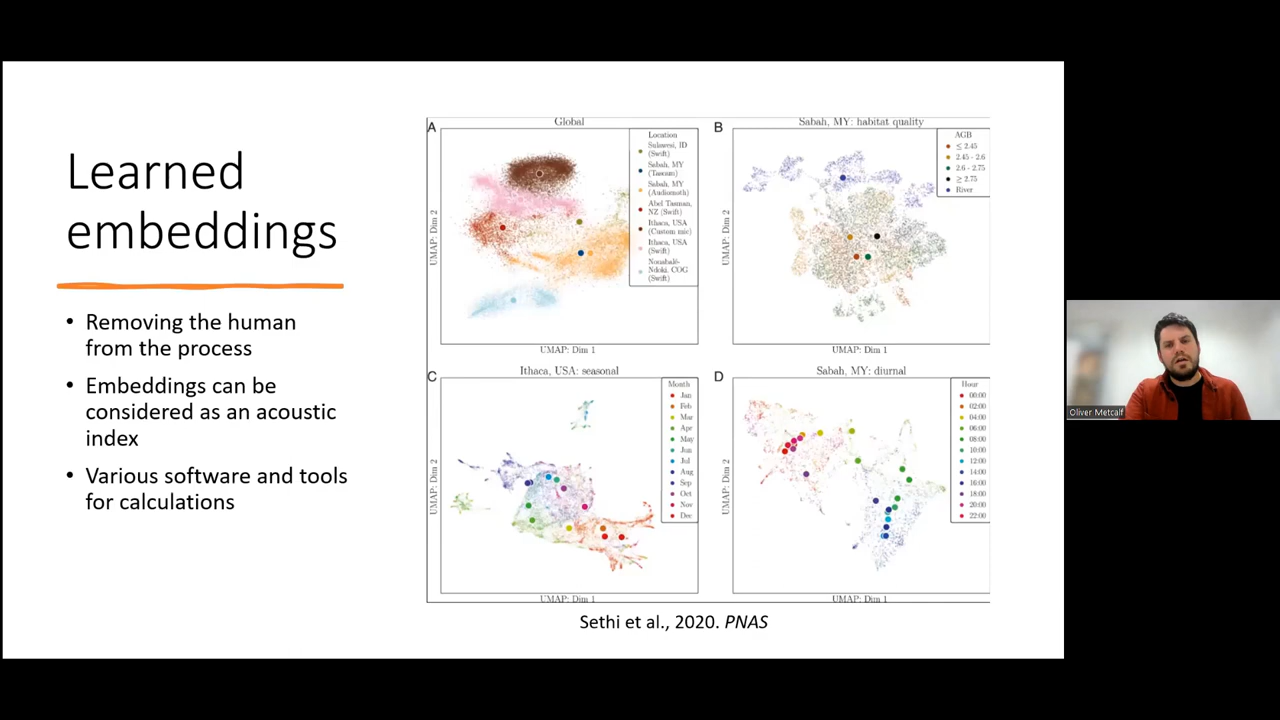 Learned
embeddings
• Removing the human
from the process
• Embeddings can be
considered as an acoustic
index
• Various software and tools
for calculations
A
Global
UMAP: Dim 2
UMAP: Dim 1
Location
Sulawesi, ID
(Swift)
Sabah, MY
(Tascam)
Sabah, MY
(Audiomoth)
Abel Tasman,
NZ (Swift)
Ithaca, USA
(Custom mic)
Ithaca, USA
(Swift)
Nouabalé-
Ndoki, COG
(Swift)
B
Sabah, MY: habitat quality
UMAP: Dim 2
UMAP: Dim 1
AGB
≤ 2.45
2.45 - 2.6
2.6 - 2.75
≥ 2.75
River
C
Ithaca, USA: seasonal
UMAP: Dim 2
UMAP: Dim 1
Month
Jan
Feb
Mar
Apr
May
Jun
Jul
Aug
Sep
Oct
Nov
Dec
D
Sabah, MY: diurnal
UMAP: Dim 2
UMAP: Dim 1
Hour
00:00
02:00
04:00
06:00
08:00
10:00
12:00
14:00
16:00
18:00
20:00
22:00
Sethi et al., 2020. PNAS
Oliver Metcalf